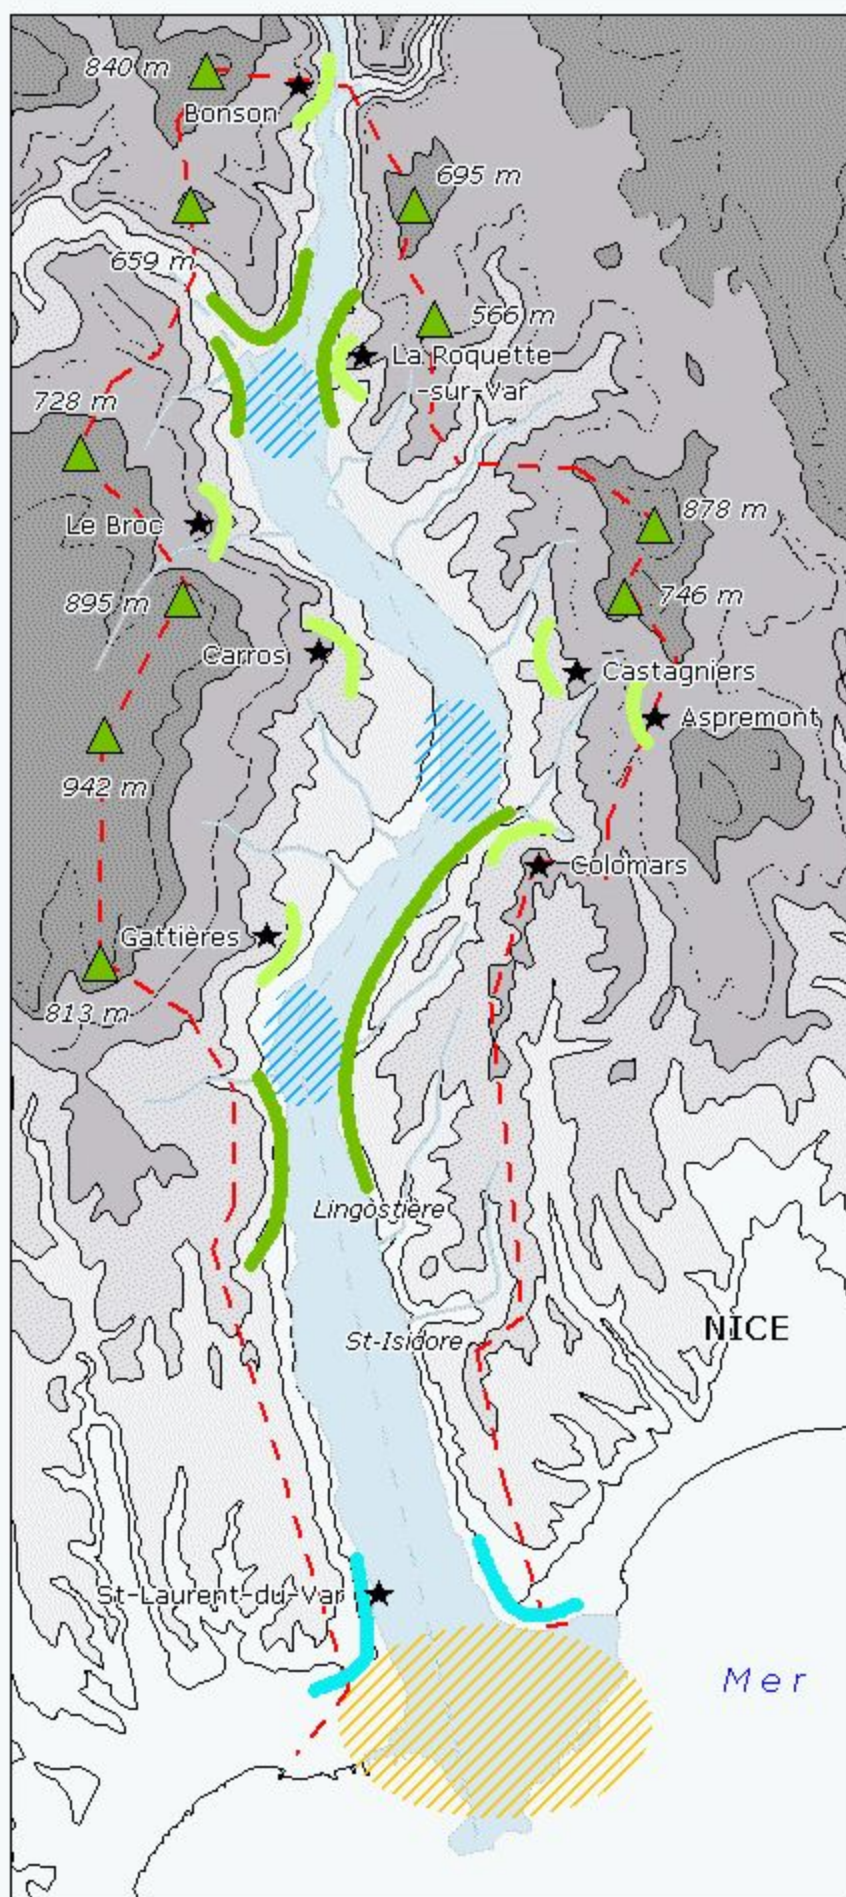 840 m
Bonson
695 m
659 m
566 m
La Roquette
-sur-Var
728 m
878 m
Le Broc
895 m
746 m
Carros
Castagniers
Aspremont
942 m
Colomars
Gattières
813 m
Lingostière
NICE
St-Isidore
St-Laurent-du-Var
Mer